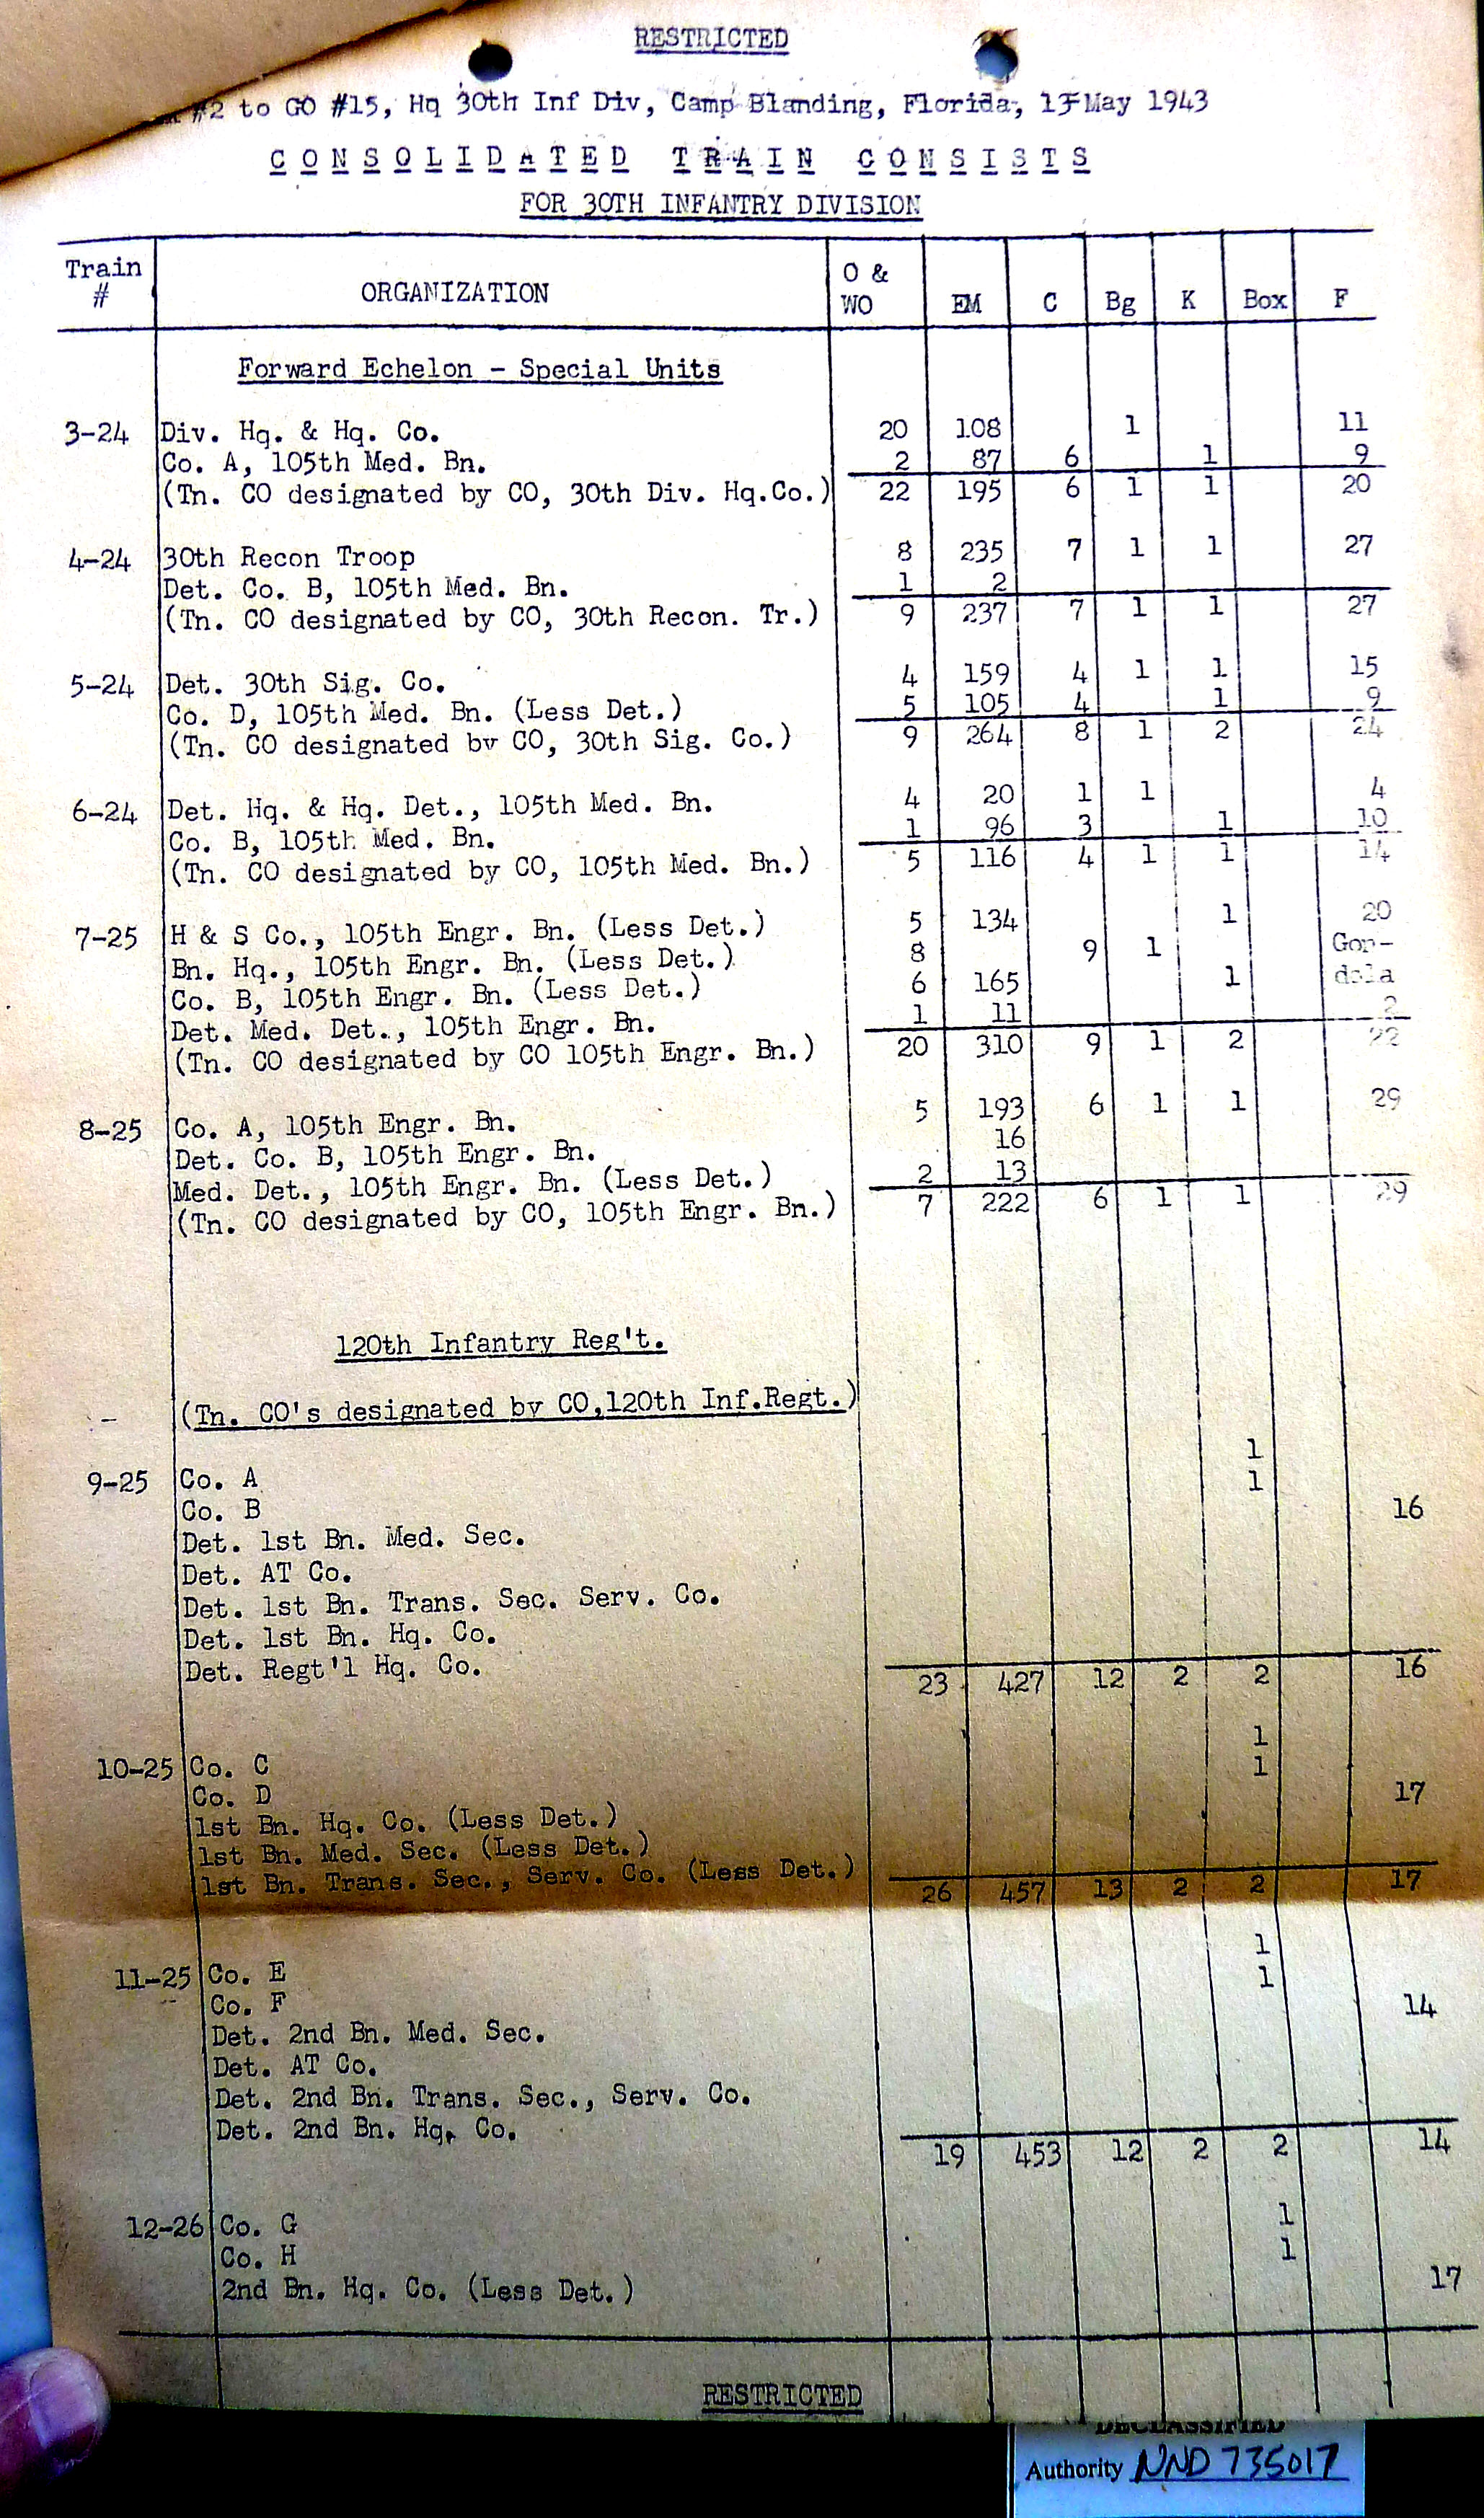 RESTRICTED
#2 to GO #15, Hq 30th Inf Div, Camp Blanding, Florida, May 1943
CONSOLIDATED TRAIN CONSISTS
FOR 30TH INFANTRY DIVISION
Train # ORGANIZATION O & WO EM C Bg K Box F
Forward Echelon - Special Units
3-24 Div. Hq. & Hq. Co. 20 108 1 11
Co. A, 105th Med. Bn. 2 87 6 1 9
(Tn. CO designated by CO, 30th Div. Hq.Co.) 22 195 6 1 1 20
4-24 30th Recon Troop 8 235 7 1 1 27
Det. Co. B, 105th Med. Bn. 1 2
(Tn. CO designated by CO, 30th Recon. Tr.) 9 237 7 1 1 27
5-24 Det. 30th Sig. Co. 4 159 4 1 1 15
Co. D, 105th Med. Bn. (Less Det.) 5 105 4 1 9
(Tn. CO designated by CO, 30th Sig. Co.) 9 264 8 1 2 24
6-24 Det. Hq. & Hq. Det., 105th Med. Bn. 4 20 1 1 4
Co. B, 105th Med. Bn. 1 96 3 1 10
(Tn. CO designated by CO, 105th Med. Bn.) 5 116 4 1 1 14
7-25 H & S Co., 105th Engr. Bn. (Less Det.) 5 134 1 20
Bn. Hq., 105th Engr. Bn. (Less Det.) 8 9 1 Gon-
Co. B, 105th Engr. Bn. (Less Det.) 6 165 1 dola
Det. Med. Det., 105th Engr. Bn. 1 11 2
(Tn. CO designated by CO 105th Engr. Bn.) 20 310 9 1 2 22
8-25 Co. A, 105th Engr. Bn. 5 193 6 1 1 29
Det. Co. B, 105th Engr. Bn. 16
Med. Det., 105th Engr. Bn. (Less Det.) 2 13
(Tn. CO designated by CO, 105th Engr. Bn.) 7 222 6 1 1 29
120th Infantry Reg't.
- (Tn. CO's designated by CO,120th Inf.Regt.)
9-25 Co. A 1
Co. B 1
Det. 1st Bn. Med. Sec. 16
Det. AT Co.
Det. 1st Bn. Trans. Sec. Serv. Co.
Det. 1st Bn. Hq. Co.
Det. Regt'l Hq. Co. 23 427 12 2 2 16
10-25 Co. C 1
Co. D 1
1st Bn. Hq. Co. (Less Det.) 17
1st Bn. Med. Sec. (Less Det.)
1st Bn. Trans. Sec., Serv. Co. (Less Det.) 26 457 13 2 2 17
11-25 Co. E 1
Co. F 1
Det. 2nd Bn. Med. Sec. 14
Det. AT Co.
Det. 2nd Bn. Trans. Sec., Serv. Co.
Det. 2nd Bn. Hq. Co. 19 453 12 2 2 14
12-26 Co. G 1
Co. H 1
2nd Bn. Hq. Co. (Less Det.) 17
RESTRICTED
DECLASSIFIED
Authority NND 735017